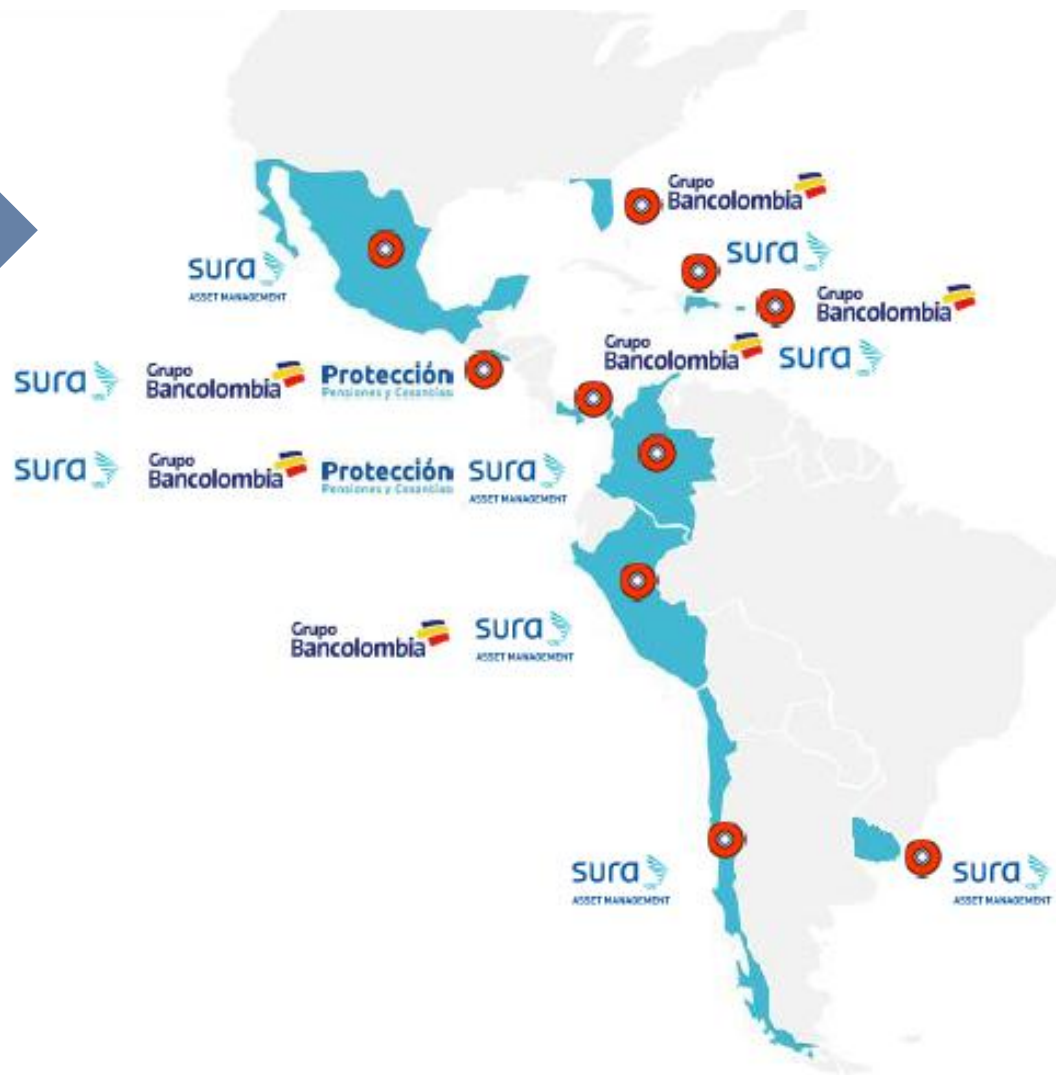 Grupo
Bancolombia
sura
sura
ASSET MANAGEMENT
Grupo
Bancolombia
Grupo
Bancolombia
sura
sura
Grupo
Bancolombia
Protección
Pensiones y Cesantías
sura
Grupo
Bancolombia
Protección
Pensiones y Cesantías
sura
ASSET MANAGEMENT
Grupo
Bancolombia
sura
ASSET MANAGEMENT
sura
ASSET MANAGEMENT
sura
ASSET MANAGEMENT